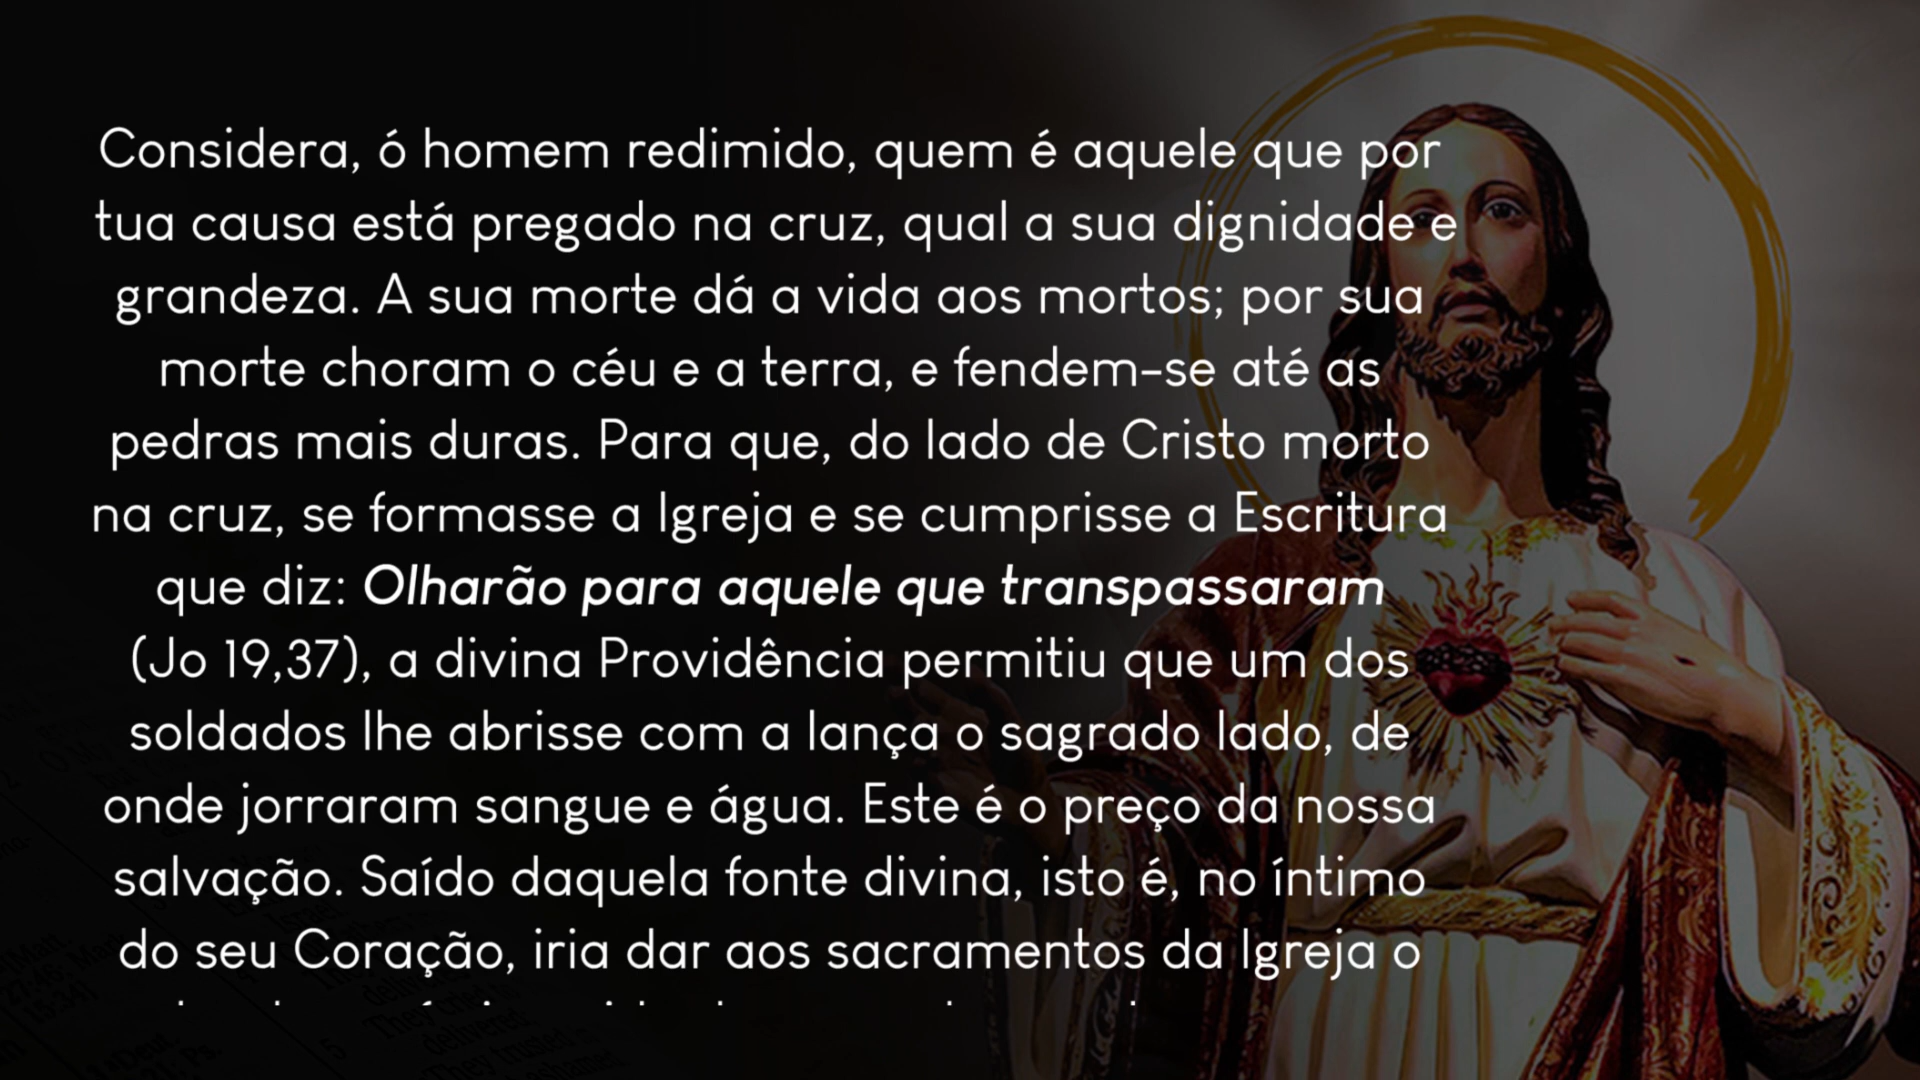 Considera, ó homem redimido, quem é aquele que por
tua causa está pregado na cruz, qual a sua dignidade e
grandeza. A sua morte dá a vida aos mortos; por sua
morte choram o céu e a terra, e fendem-se até as
pedras mais duras. Para que, do lado de Cristo morto
na cruz, se formasse a Igreja e se cumprisse a Escritura
que diz: Olharão para aquele que transpassaram
(Jo 19,37), a divina Providência permitiu que um dos
soldados lhe abrisse com a lança o sagrado lado, de
onde jorraram sangue e água. Este é o preço da nossa
salvação. Saído daquela fonte divina, isto é, no íntimo
do seu Coração, iria dar aos sacramentos da Igreja o